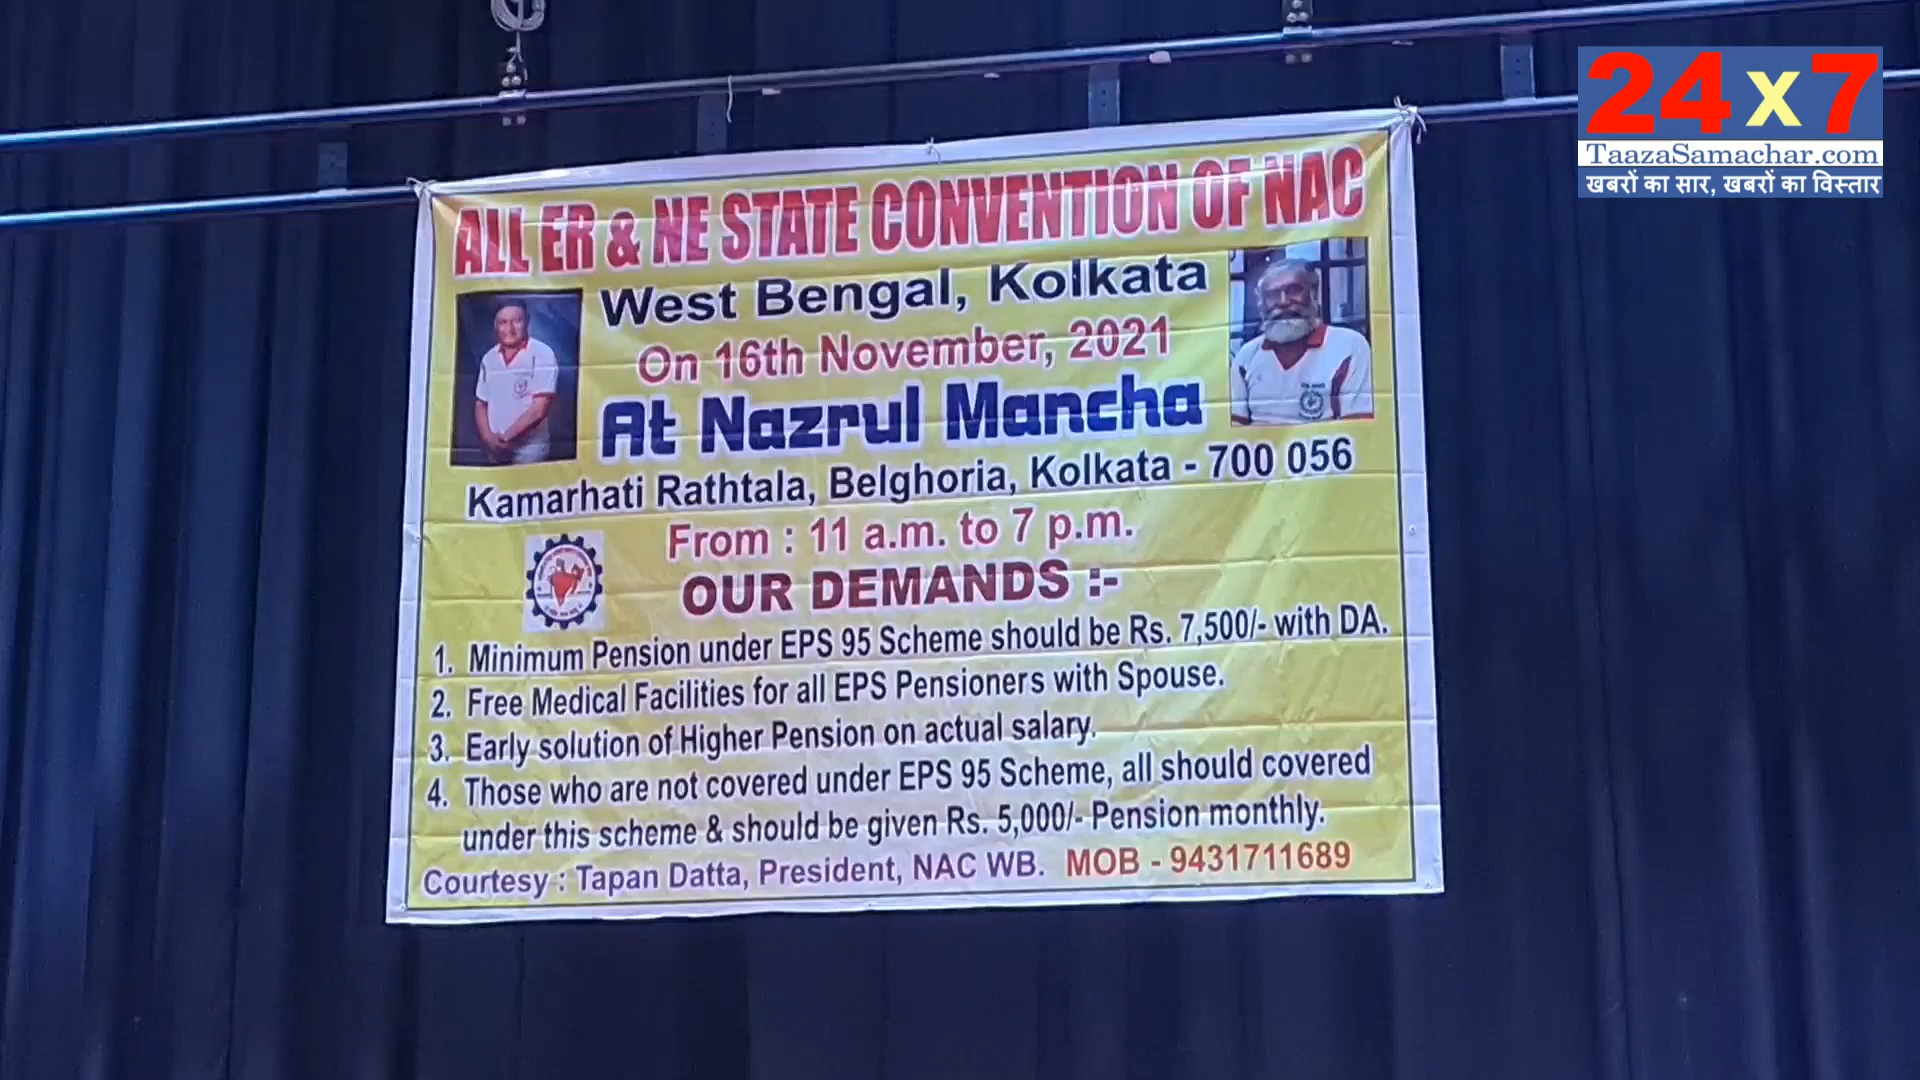 24x7
TaazaSamachar.com
खबरों का सार, खबरों का विस्तार
ALL ER & NE STATE CONVENTION OF NAC
West Bengal, Kolkata
On 16th November, 2021
At Nazrul Mancha
Kamarhati Rathtala, Belghoria, Kolkata - 700 056
From : 11 a.m. to 7 p.m.
OUR DEMANDS :-
1. Minimum Pension under EPS 95 Scheme should be Rs. 7,500/- with DA.
2. Free Medical Facilities for all EPS Pensioners with Spouse.
3. Early solution of Higher Pension on actual salary.
4. Those who are not covered under EPS 95 Scheme, all should covered
under this scheme & should be given Rs. 5,000/- Pension monthly.
Courtesy : Tapan Datta, President, NAC WB. MOB - 9431711689